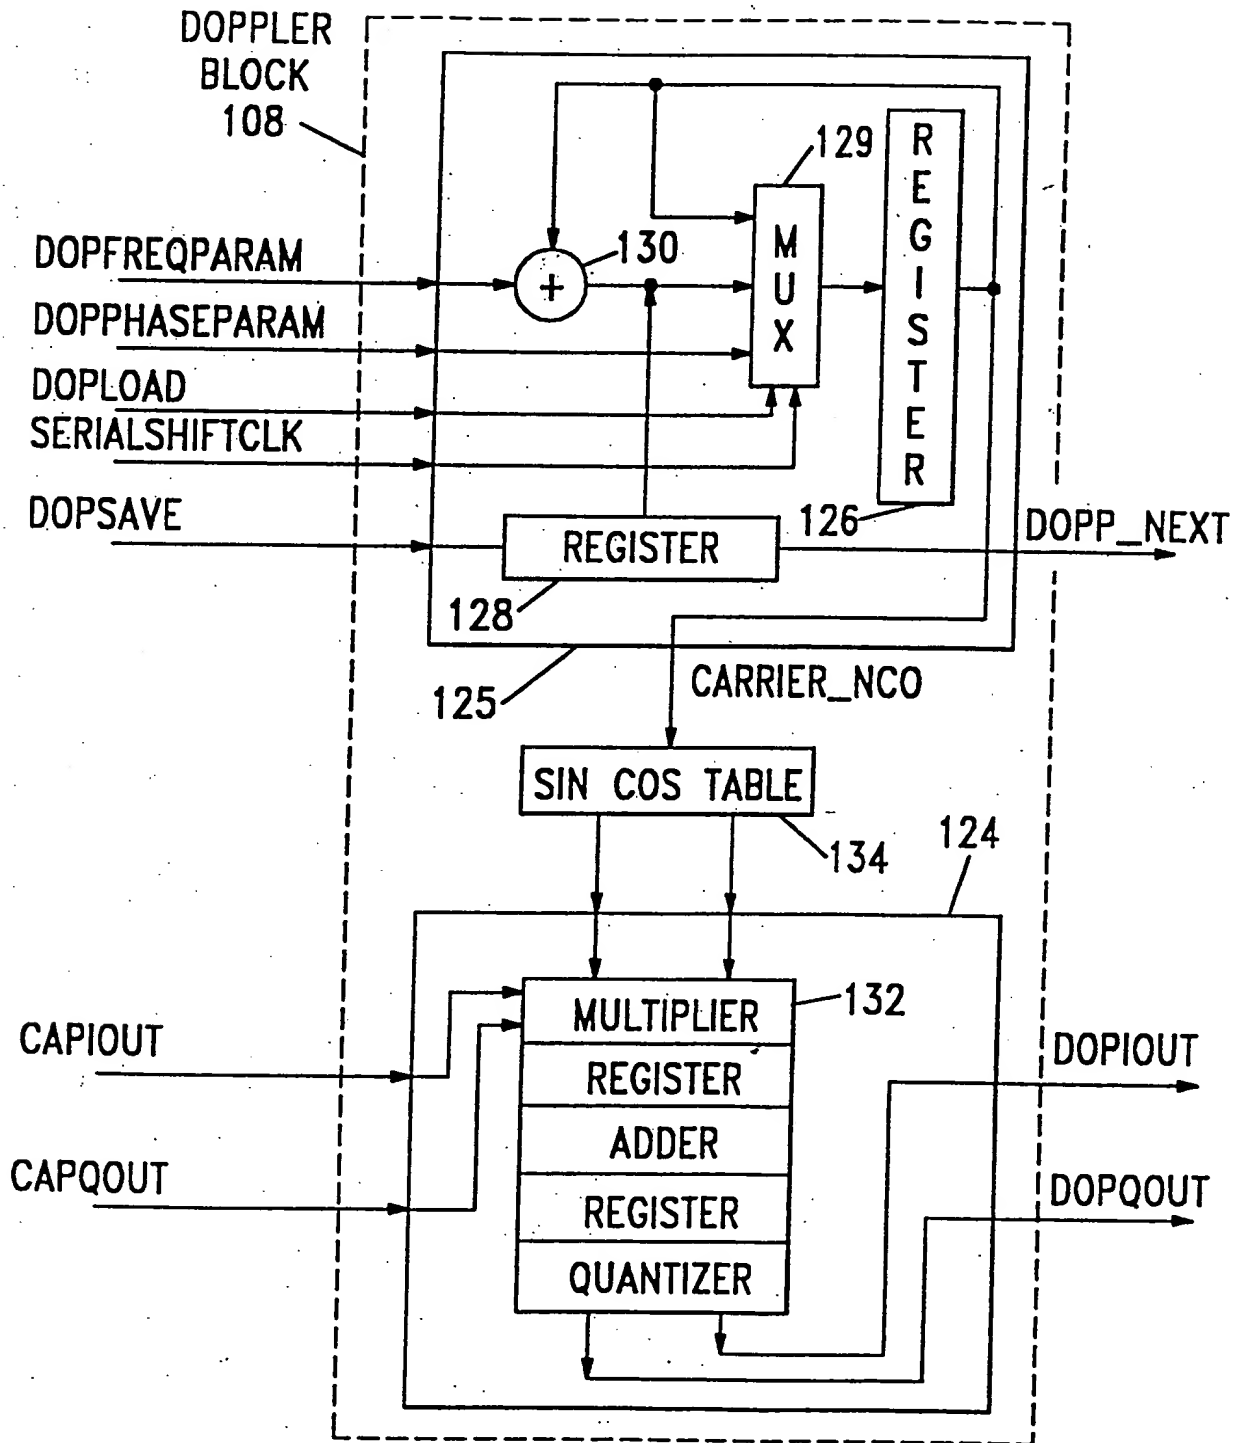 DOPPLER
BLOCK
108
129
R
E
G
I
S
T
E
R
DOPFREQPARAM
130
+
M
U
X
DOPPHASEPARAM
DOPLOAD
SERIALSHIFTCLK
DOPSAVE
REGISTER
126
DOPP_NEXT
128
125
CARRIER_NCO
SIN COS TABLE
134
124
MULTIPLIER
132
CAPIOUT
REGISTER
DOPIOUT
ADDER
CAPQOUT
REGISTER
DOPQOUT
QUANTIZER